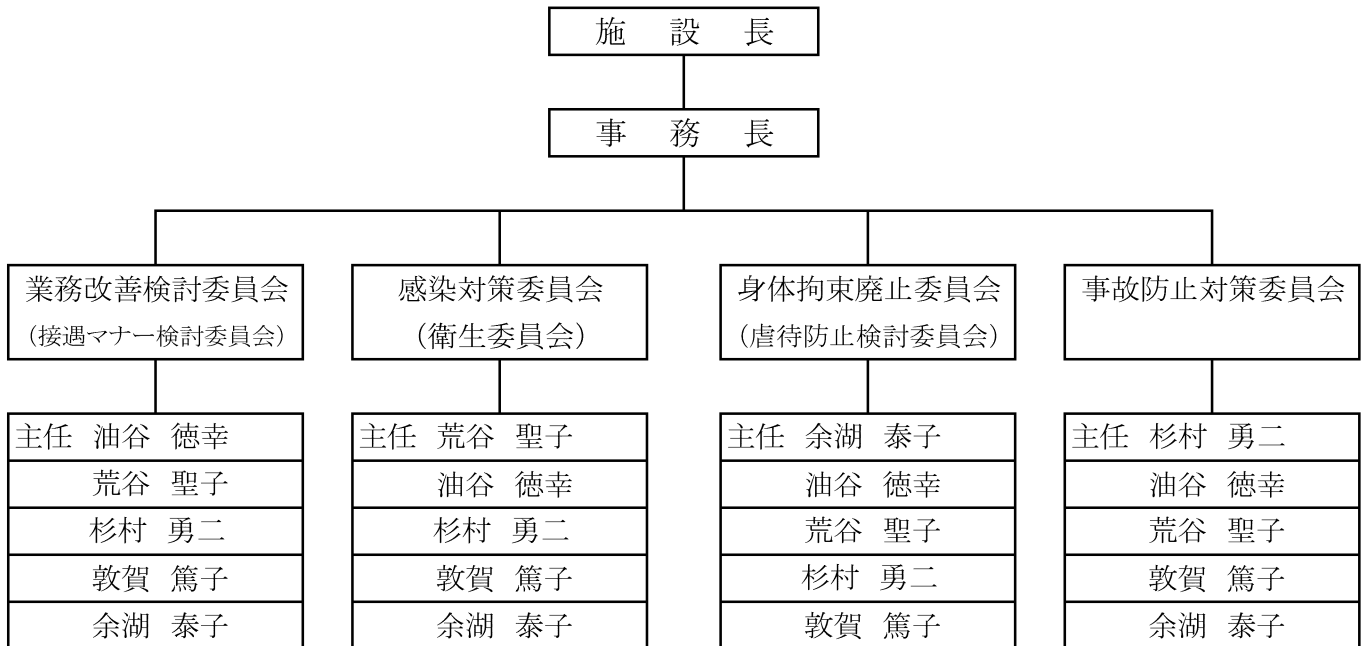 施 設 長
事 務 長
業務改善検討委員会
(接遇マナー検討委員会)
感染対策委員会
(衛生委員会)
身体拘束廃止委員会
(虐待防止検討委員会)
事故防止対策委員会
主任 油谷 徳幸
荒谷 聖子
杉村 勇二
敦賀 篤子
余湖 泰子
主任 荒谷 聖子
油谷 徳幸
杉村 勇二
敦賀 篤子
余湖 泰子
主任 余湖 泰子
油谷 徳幸
荒谷 聖子
杉村 勇二
敦賀 篤子
主任 杉村 勇二
油谷 徳幸
荒谷 聖子
敦賀 篤子
余湖 泰子